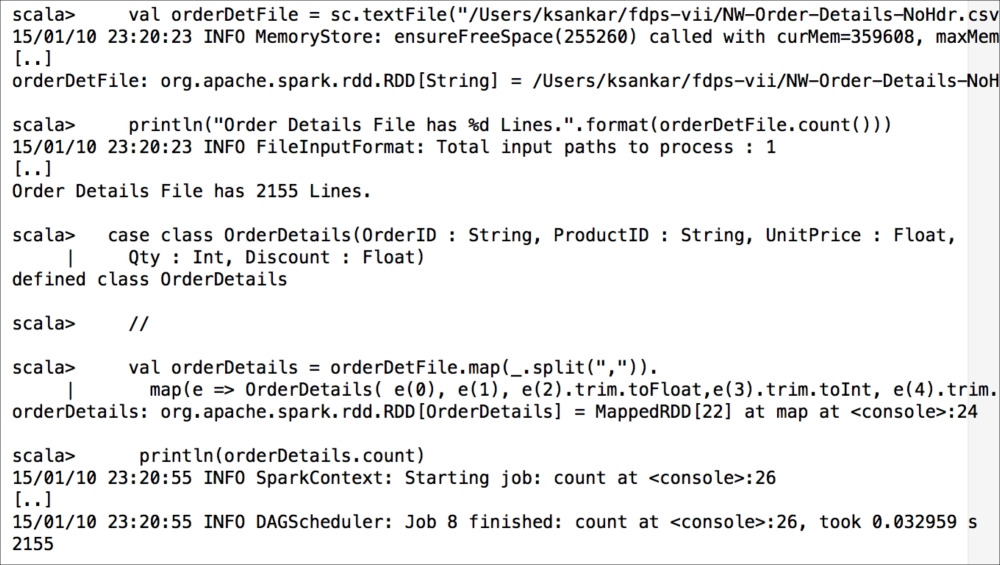 scala>     val orderDetFile = sc.textFile("/Users/ksankar/fdps-vii/NW-Order-Details-NoHdr.csv
15/01/10 23:20:23 INFO MemoryStore: ensureFreeSpace(255260) called with curMem=359608, maxMem
[..]
orderDetFile: org.apache.spark.rdd.RDD[String] = /Users/ksankar/fdps-vii/NW-Order-Details-NoH
scala>     println("Order Details File has %d Lines.".format(orderDetFile.count()))
15/01/10 23:20:23 INFO FileInputFormat: Total input paths to process : 1
[..]
Order Details File has 2155 Lines.
scala>   case class OrderDetails(OrderID : String, ProductID : String, UnitPrice : Float,
     |     Qty : Int, Discount : Float)
defined class OrderDetails
scala>     //
scala>     val orderDetails = orderDetFile.map(_.split(",")).
     |       map(e => OrderDetails( e(0), e(1), e(2).trim.toFloat,e(3).trim.toInt, e(4).trim.
orderDetails: org.apache.spark.rdd.RDD[OrderDetails] = MappedRDD[22] at map at <console>:24
scala>      println(orderDetails.count)
15/01/10 23:20:55 INFO SparkContext: Starting job: count at <console>:26
[..]
15/01/10 23:20:55 INFO DAGScheduler: Job 8 finished: count at <console>:26, took 0.032959 s
2155